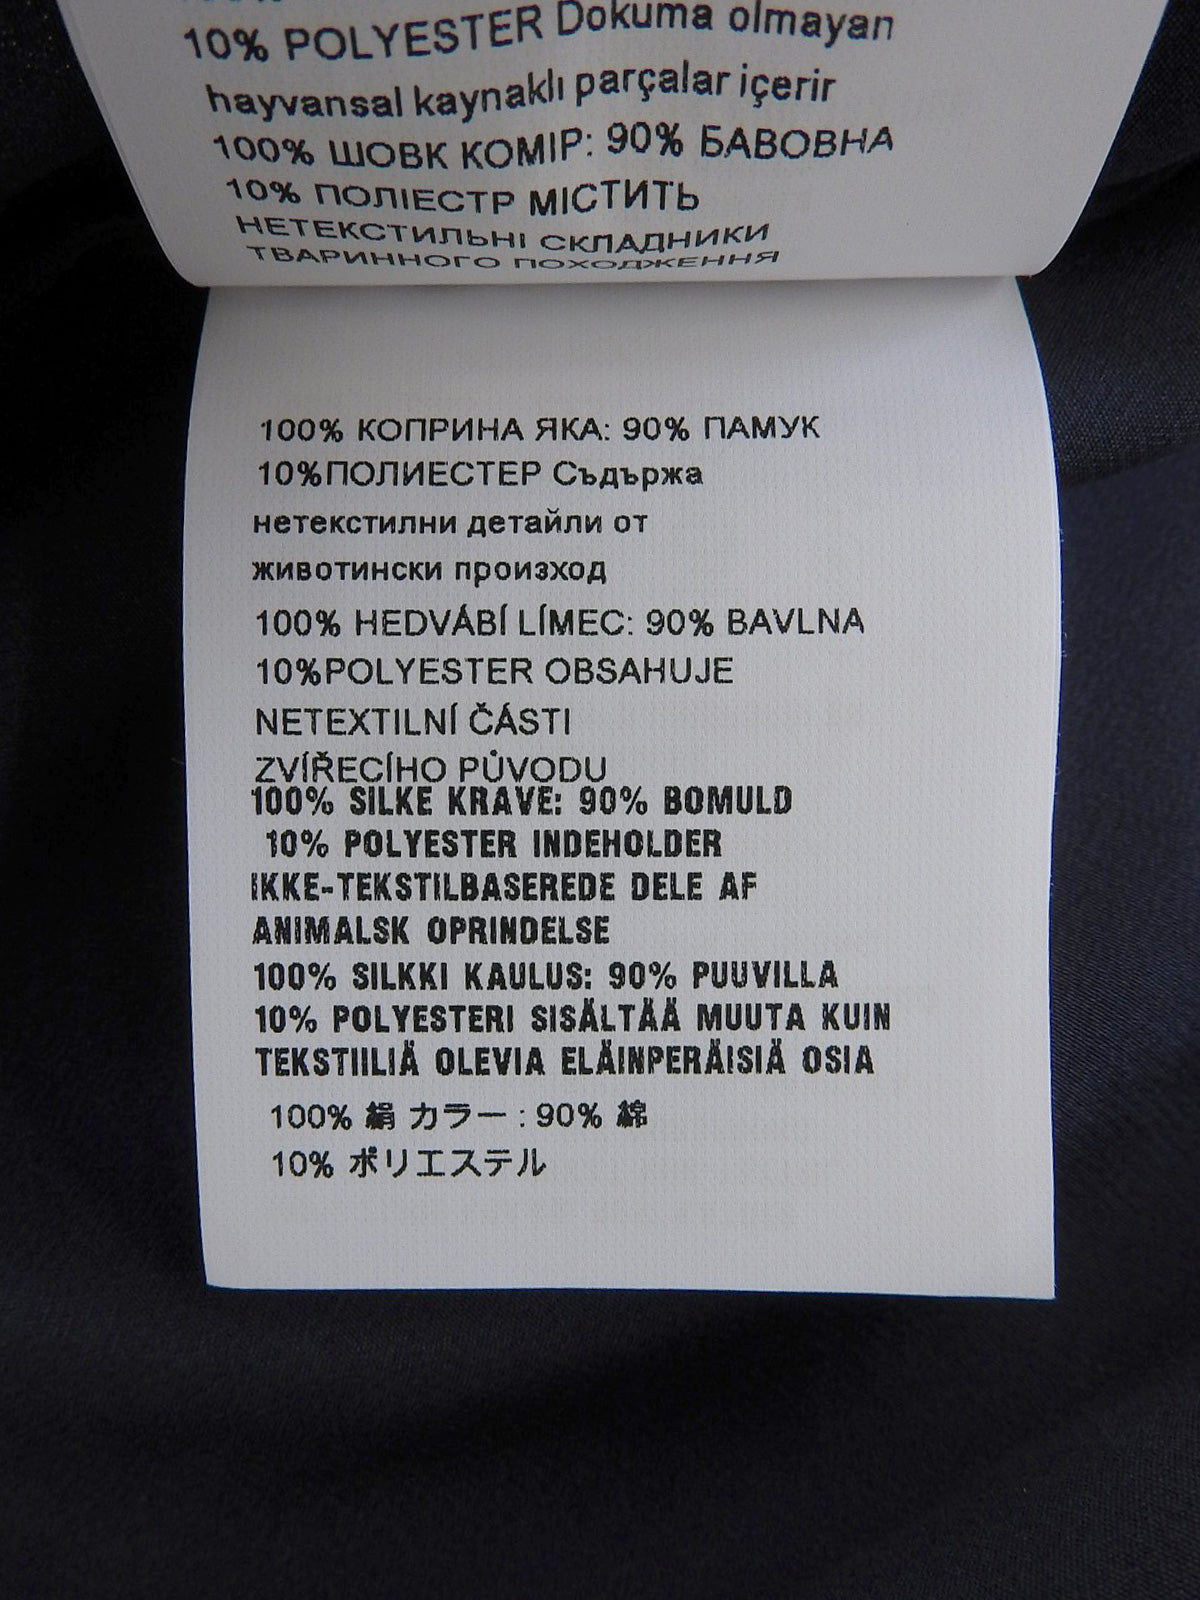 10% POLYESTER Dokuma olmayan
hayvansal kaynaklı parçalar içerir
100% ШОВК КОМІР: 90% БАВОВНА
10% ПОЛІЕСТР МІСТИТЬ
НЕТЕКСТИЛЬНІ СКЛАДНИКИ
ТВАРИННОГО ПОХОДЖЕННЯ
100% КОПРИНА ЯКА: 90% ПАМУК
10%ПОЛИЕСТЕР Съдържа
нетекстилни детайли от
животински произход
100% HEDVÁBÍ LÍMEC: 90% BAVLNA
10%POLYESTER OBSAHUJE
NETEXTILNÍ ČÁSTI
ZVÍŘECÍHO PŮVODU
100% SILKE KRAVE: 90% BOMULD
10% POLYESTER INDEHOLDER
IKKE-TEKSTILBASEREDE DELE AF
ANIMALSK OPRINDELSE
100% SILKKI KAULUS: 90% PUUVILLA
10% POLYESTERI SISÄLTÄÄ MUUTA KUIN
TEKSTIILIÄ OLEVIA ELÄINPERÄISIÄ OSIA
100% 絹 カラー : 90% 綿
10% ポリエステル